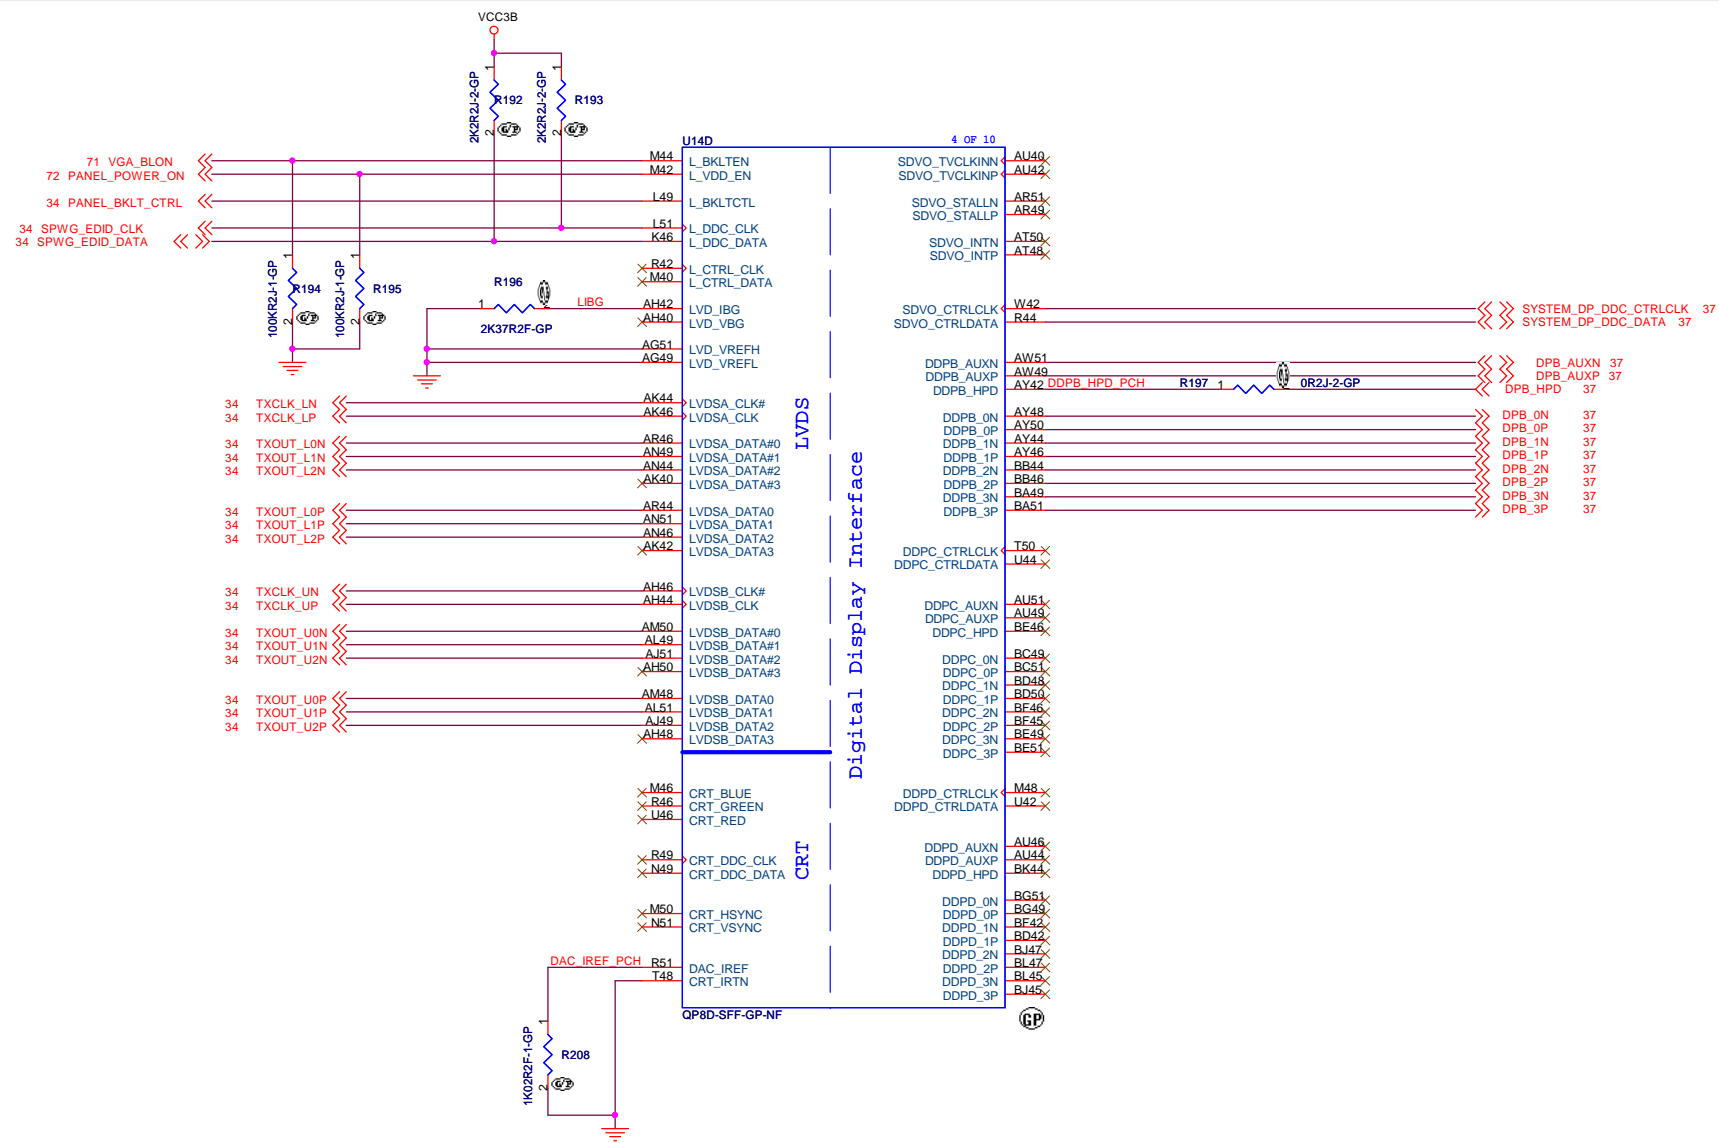 VCC3B
1
1
2K2R2J-2-GP
R192
2K2R2J-2-GP
R193
2
G/P
2
G/P
U14D
4 OF 10
71 VGA_BLON
M44
L_BKLTEN
72 PANEL_POWER_ON
M42
L_VDD_EN
34 PANEL_BKLT_CTRL
L49
L_BKLTCTL
34 SPWG_EDID_CLK
L51
L_DDC_CLK
34 SPWG_EDID_DATA
K46
L_DDC_DATA
R42
L_CTRL_CLK
M40
L_CTRL_DATA
1
1
100KR2J-1-GP
R194
100KR2J-1-GP
R195
2
G/P
2
G/P
R196
1
2
LIBG
2K37R2F-GP
AH42
LVD_IBG
AH40
LVD_VBG
AG51
LVD_VREFH
AG49
LVD_VREFL
34 TXCLK_LN
AK44
LVDSA_CLK#
34 TXCLK_LP
AK46
LVDSA_CLK
34 TXOUT_L0N
AR46
LVDSA_DATA#0
34 TXOUT_L1N
AN49
LVDSA_DATA#1
34 TXOUT_L2N
AN44
LVDSA_DATA#2
AK40
LVDSA_DATA#3
34 TXOUT_L0P
AR44
LVDSA_DATA0
34 TXOUT_L1P
AN51
LVDSA_DATA1
34 TXOUT_L2P
AN46
LVDSA_DATA2
AK42
LVDSA_DATA3
34 TXCLK_UN
AH46
LVDSB_CLK#
34 TXCLK_UP
AH44
LVDSB_CLK
34 TXOUT_U0N
AM50
LVDSB_DATA#0
34 TXOUT_U1N
AL49
LVDSB_DATA#1
34 TXOUT_U2N
AJ51
LVDSB_DATA#2
AH50
LVDSB_DATA#3
34 TXOUT_U0P
AM48
LVDSB_DATA0
34 TXOUT_U1P
AL51
LVDSB_DATA1
34 TXOUT_U2P
AJ49
LVDSB_DATA2
AH48
LVDSB_DATA3
LVDS
Digital Display Interface
CRT
M46
CRT_BLUE
R46
CRT_GREEN
U46
CRT_RED
R49
CRT_DDC_CLK
N49
CRT_DDC_DATA
M50
CRT_HSYNC
N51
CRT_VSYNC
DAC_IREF_PCH
R51
DAC_IREF
T48
CRT_IRTN
QP8D-SFF-GP-NF
GP
1
1K02R2F-1-GP
R208
2
G/P
SDVO_TVCLKINN
AU40
SDVO_TVCLKINP
AU42
SDVO_STALLN
AR51
SDVO_STALLP
AR49
SDVO_INTN
AT50
SDVO_INTP
AT48
SDVO_CTRLCLK
W42
SYSTEM_DP_DDC_CTRLCLK 37
SDVO_CTRLDATA
R44
SYSTEM_DP_DDC_DATA 37
DDPB_AUXN
AW51
DPB_AUXN 37
DDPB_AUXP
AW49
DPB_AUXP 37
DDPB_HPD
AY42
DDPB_HPD_PCH
R197
1
0R2J-2-GP
DPB_HPD 37
DDPB_0N
AY48
DPB_0N 37
DDPB_0P
AY50
DPB_0P 37
DDPB_1N
AY44
DPB_1N 37
DDPB_1P
AY46
DPB_1P 37
DDPB_2N
BB44
DPB_2N 37
DDPB_2P
BB46
DPB_2P 37
DDPB_3N
BA49
DPB_3N 37
DDPB_3P
BA51
DPB_3P 37
DDPC_CTRLCLK
T50
DDPC_CTRLDATA
U44
DDPC_AUXN
AU51
DDPC_AUXP
AU49
DDPC_HPD
BE46
DDPC_0N
BC49
DDPC_0P
BC51
DDPC_1N
BD48
DDPC_1P
BD50
DDPC_2N
BF46
DDPC_2P
BF45
DDPC_3N
BE49
DDPC_3P
BE51
DDPD_CTRLCLK
M48
DDPD_CTRLDATA
U42
DDPD_AUXN
AU46
DDPD_AUXP
AU44
DDPD_HPD
BK44
DDPD_0N
BG51
DDPD_0P
BG49
DDPD_1N
BF42
DDPD_1P
BD42
DDPD_2N
BJ47
DDPD_2P
BL47
DDPD_3N
BL45
DDPD_3P
BJ45